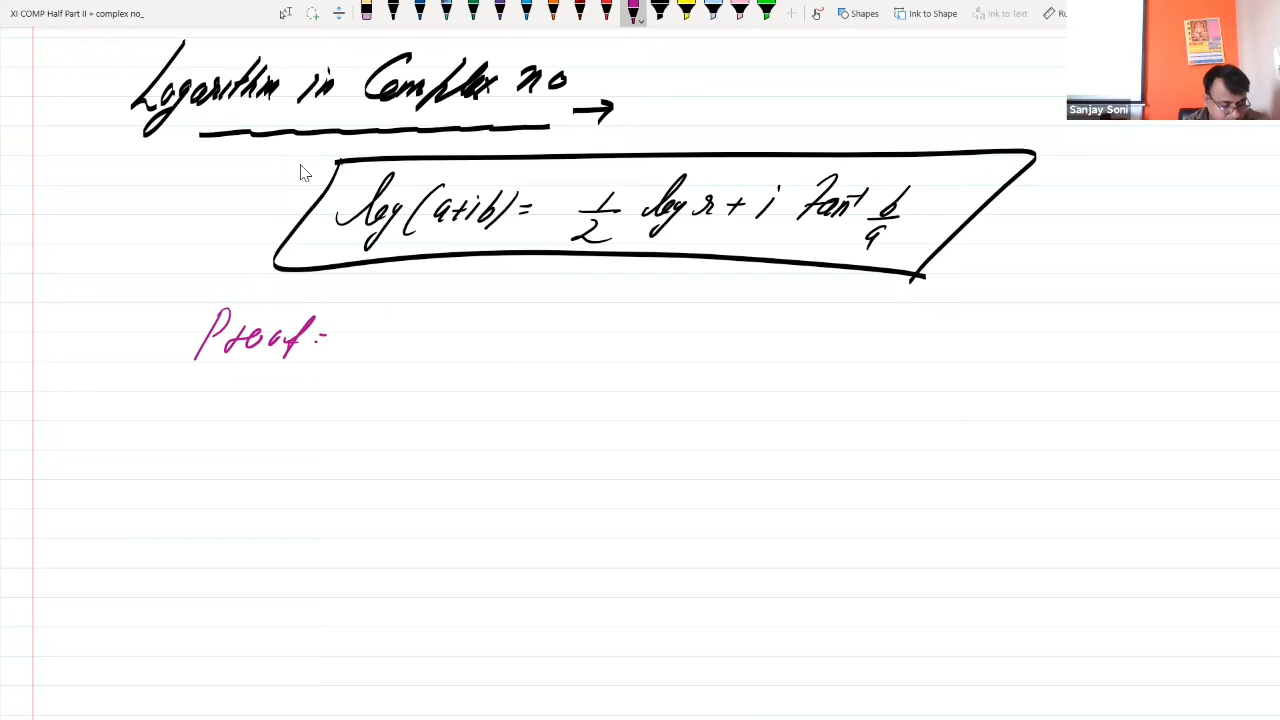 XI COMP Half Part II » complex no_
Shapes
Ink to Shape
Ink to Text
Ru
Sanjay Soni
Logarithm in Complex no →
log(a+ib) = 1/2 log r + i Tan⁻¹ b/a
Proof: